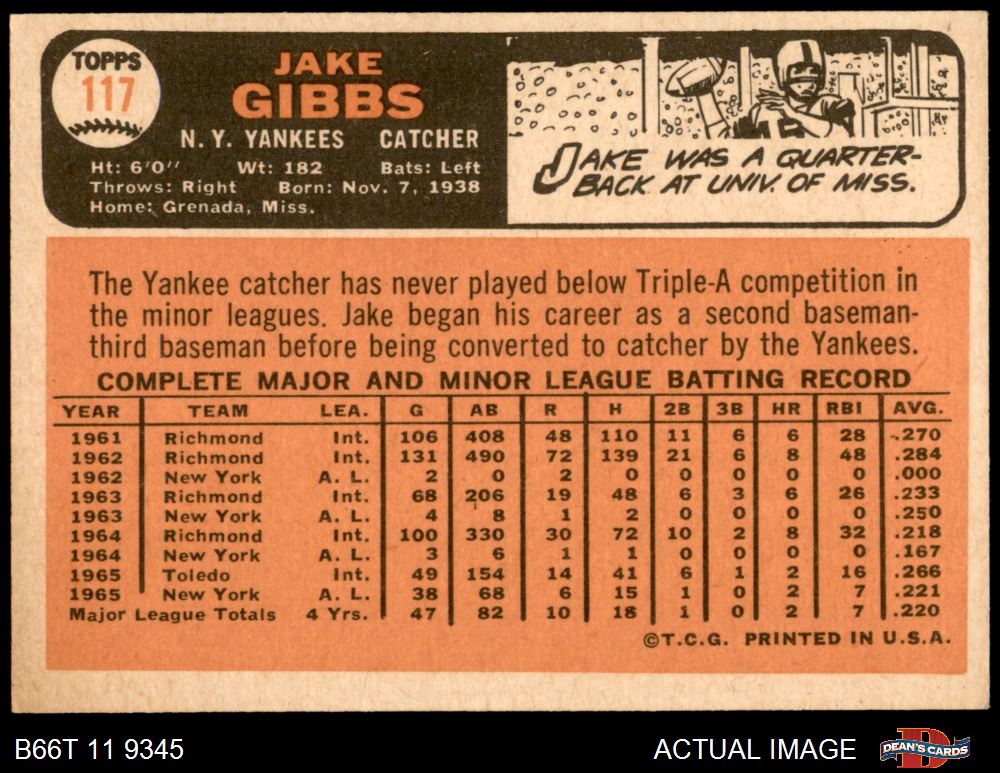 TOPPS
117
JAKE
GIBBS
N. Y. YANKEES CATCHER
Ht: 6'0'' Wt: 182 Bats: Left
Throws: Right Born: Nov. 7, 1938
Home: Grenada, Miss.
JAKE WAS A QUARTER-
BACK AT UNIV. OF MISS.
The Yankee catcher has never played below Triple-A competition in
the minor leagues. Jake began his career as a second baseman-
third baseman before being converted to catcher by the Yankees.
COMPLETE MAJOR AND MINOR LEAGUE BATTING RECORD
YEAR TEAM LEA. G AB R H 2B 3B HR RBI AVG.
1961 Richmond Int. 106 408 48 110 11 6 6 28 .270
1962 Richmond Int. 131 490 72 139 21 6 8 48 .284
1962 New York A. L. 2 0 2 0 0 0 0 0 .000
1963 Richmond Int. 68 206 19 48 6 3 6 26 .233
1963 New York A. L. 4 8 1 2 0 0 0 0 .250
1964 Richmond Int. 100 330 30 72 10 2 8 32 .218
1964 New York A. L. 3 6 1 1 0 0 0 0 .167
1965 Toledo Int. 49 154 14 41 6 1 2 16 .266
1965 New York A. L. 38 68 6 15 1 0 2 7 .221
Major League Totals 4 Yrs. 47 82 10 18 1 0 2 7 .220
©T.C.G. PRINTED IN U.S.A.
B66T 11 9345
ACTUAL IMAGE
DEAN'S CARDS